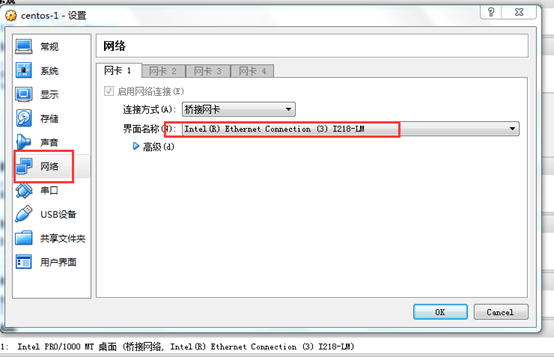 centos-1 - 设置
常规
系统
显示
存储
声音
网络
串口
USB设备
共享文件夹
用户界面
网络
网卡 1 网卡 2 网卡 3 网卡 4
启用网络连接(E)
连接方式(A): 桥接网卡
界面名称(N): Intel(R) Ethernet Connection (3) I218-LM
高级(d)
OK Cancel
1: Intel PRO/1000 MT 桌面 (桥接网络, Intel(R) Ethernet Connection (3) I218-LM)